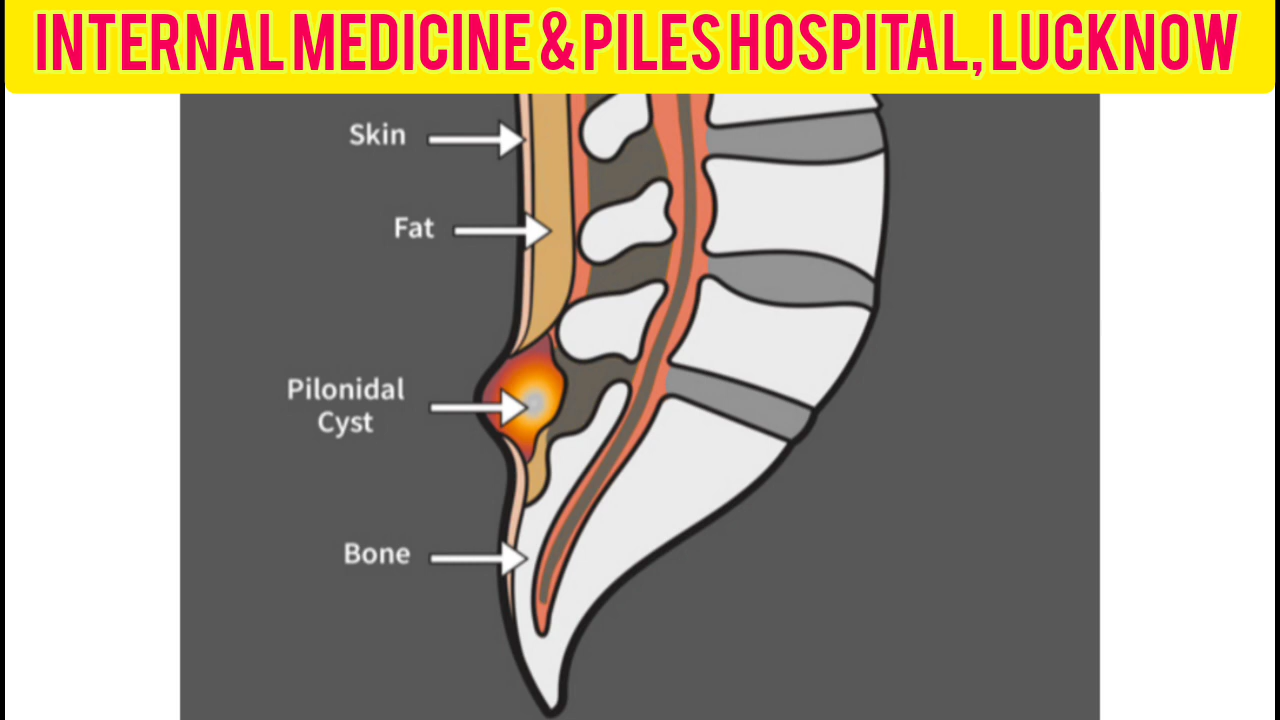 INTERNAL MEDICINE & PILES HOSPITAL, LUCKNOW
Skin
Fat
Pilonidal
Cyst
Bone